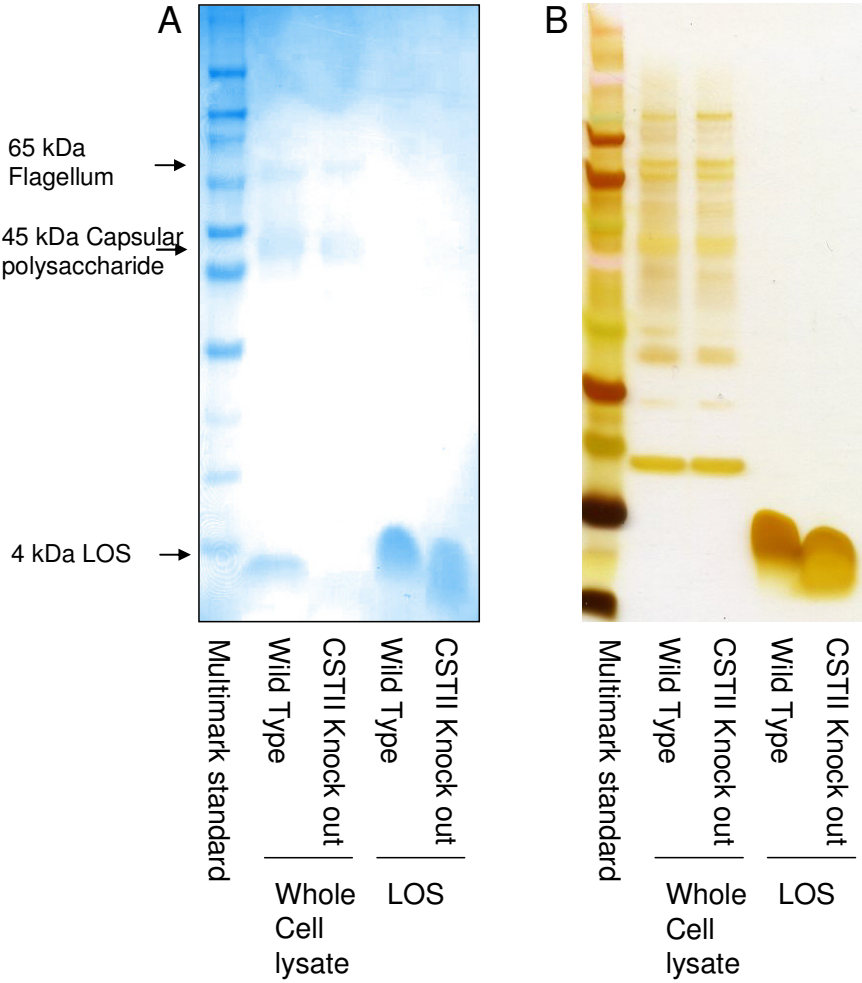 A
B
65 kDa
Flagellum
45 kDa Capsular
polysaccharide
4 kDa LOS
Multimark standard
Wild Type
CSTII Knock out
Wild Type
CSTII Knock out
Whole
Cell
lysate
LOS
Multimark standard
Wild Type
CSTII Knock out
Wild Type
CSTII Knock out
Whole
Cell
lysate
LOS